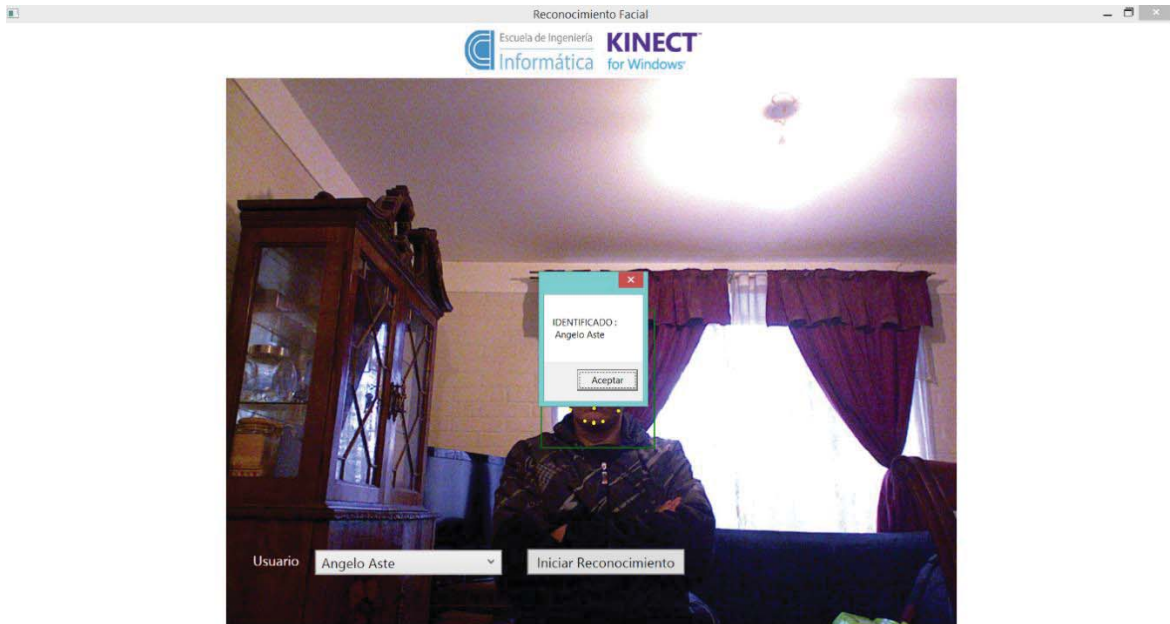 Reconocimiento Facial
Escuela de Ingeniería
Informática
KINECT
for Windows
IDENTIFICADO :
Angelo Aste
Aceptar
Usuario
Angelo Aste
Iniciar Reconocimiento